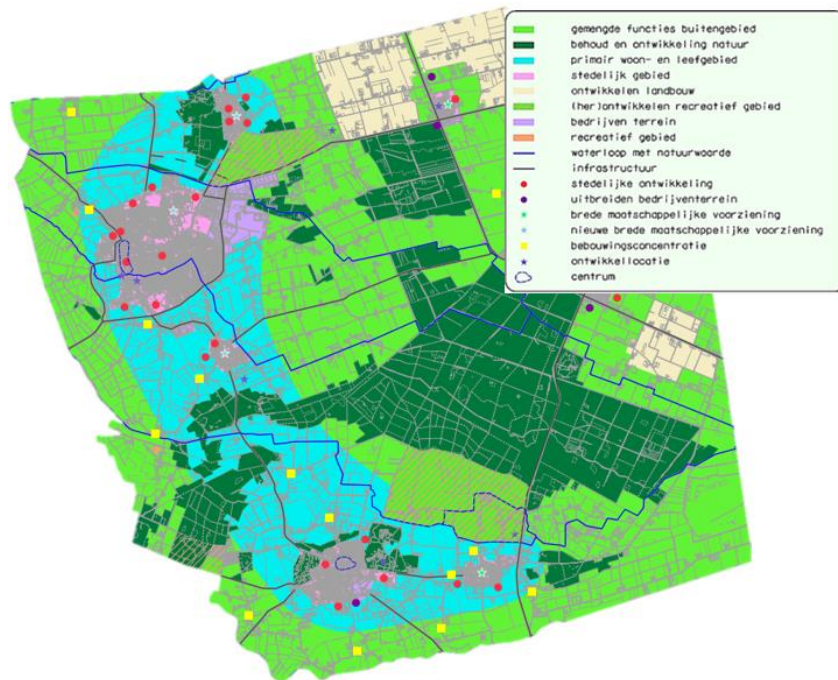 gemengde functies buitengebied
behoud en ontwikkeling natuur
primair woon- en leefgebied
stedelijk gebied
ontwikkelen landbouw
(her)ontwikkelen recreatief gebied
bedrijven terrein
recreatief gebied
waterloop met natuurwaarde
infrastructuur
stedelijke ontwikkeling
uitbreiden bedrijventerrein
brede maatschappelijke voorziening
nieuwe brede maatschappelijke voorziening
bebouwingsconcentratie
ontwikkellocatie
centrum